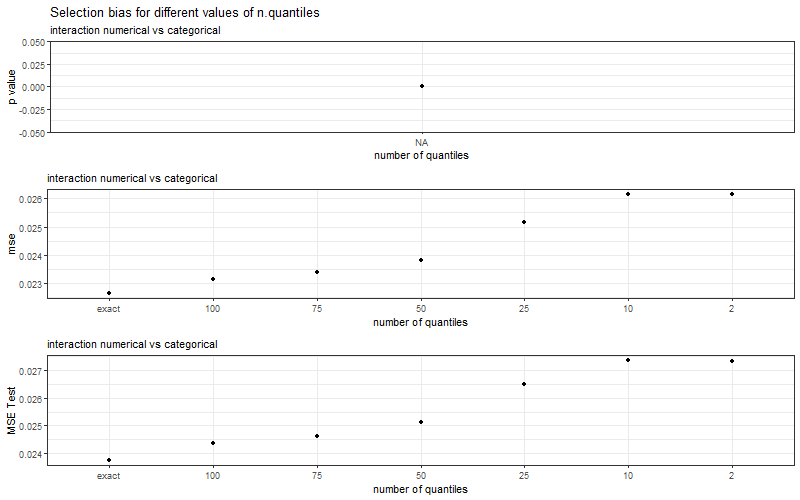 Selection bias for different values of n.quantiles
interaction numerical vs categorical
p value
0.050
0.025
0.000
-0.025
-0.050
NA
number of quantiles
interaction numerical vs categorical
mse
0.026
0.025
0.024
0.023
exact 100 75 50 25 10 2
number of quantiles
interaction numerical vs categorical
MSE Test
0.027
0.026
0.025
0.024
exact 100 75 50 25 10 2
number of quantiles